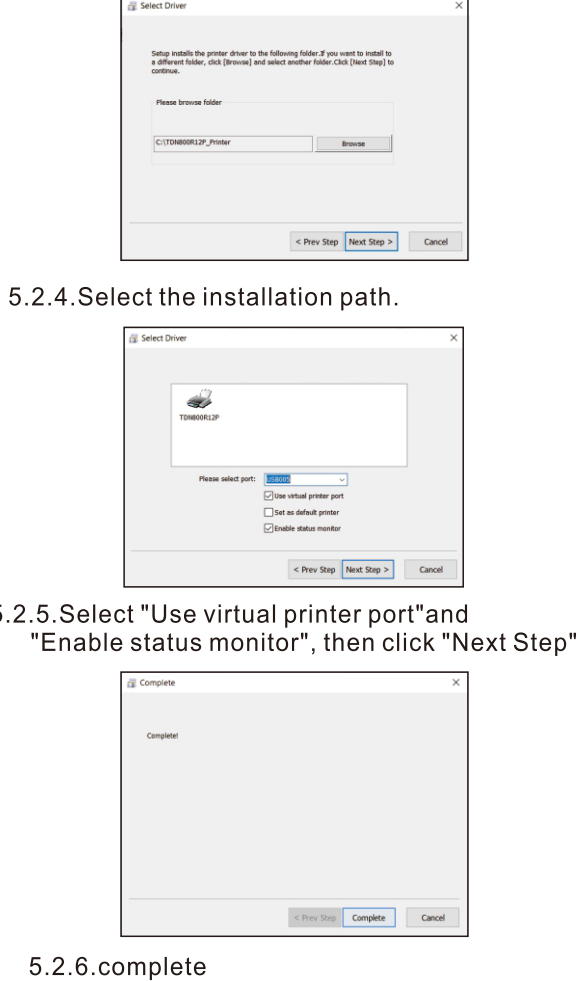 Select Driver
Setup installs the printer driver to the following folder.If you want to install to
a different folder, click [Browse] and select another folder.Click [Next Step] to
continue.
Please browse folder
C:\TDN800R12P_Printer
Browse
< Prev Step Next Step > Cancel
5.2.4.Select the installation path.
Select Driver
TDN800R12P
Please select port: USB005
Use virtual printer port
Set as default printer
Enable status monitor
< Prev Step Next Step > Cancel
5.2.5.Select "Use virtual printer port"and
"Enable status monitor", then click "Next Step"
Complete
Complete!
< Prev Step Complete Cancel
5.2.6.complete